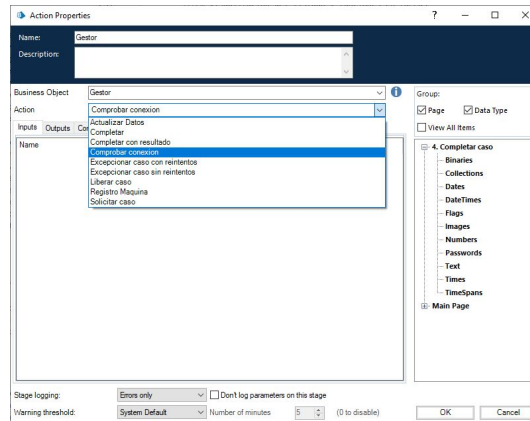 Action Properties
Name: Gestor
Description:
Business Object Gestor
Action Comprobar conexion
Inputs Outputs
Name
Actualizar Datos
Completar
Completar con resultado
Comprobar conexion
Excepcionar caso con reintentos
Excepcionar caso sin reintentos
Liberar caso
Registro Maquina
Solicitar caso
Group:
Page Data Type
View All Items
4. Completar caso
Binaries
Collections
Dates
DateTimes
Flags
Images
Numbers
Passwords
Text
Times
TimeSpans
Main Page
Stage logging: Errors only Don't log parameters on this stage
Warning threshold: System Default Number of minutes 5 (0 to disable)
OK Cancel